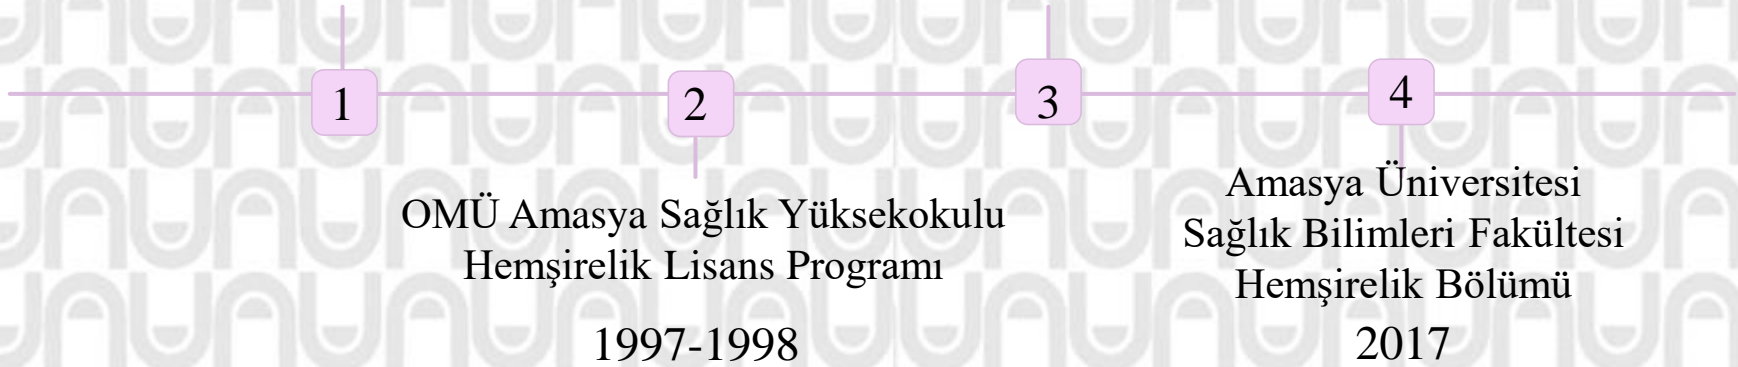 1
2
3
4
OMÜ Amasya Sağlık Yüksekokulu
Hemşirelik Lisans Programı
1997-1998
Amasya Üniversitesi
Sağlık Bilimleri Fakültesi
Hemşirelik Bölümü
2017